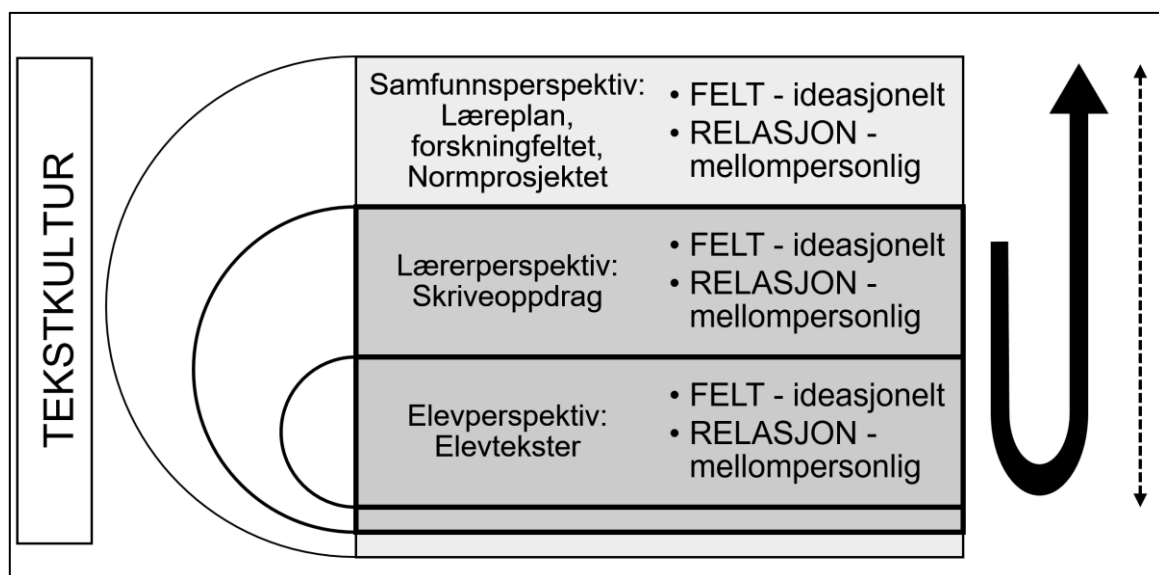 TEKSTKULTUR
Samfunnsperspektiv:
Læreplan,
forskningfeltet,
Normprosjektet
• FELT - ideasjonelt
• RELASJON -
mellompersonlig
Lærerperspektiv:
Skriveoppdrag
• FELT - ideasjonelt
• RELASJON -
mellompersonlig
Elevperspektiv:
Elevtekster
• FELT - ideasjonelt
• RELASJON -
mellompersonlig